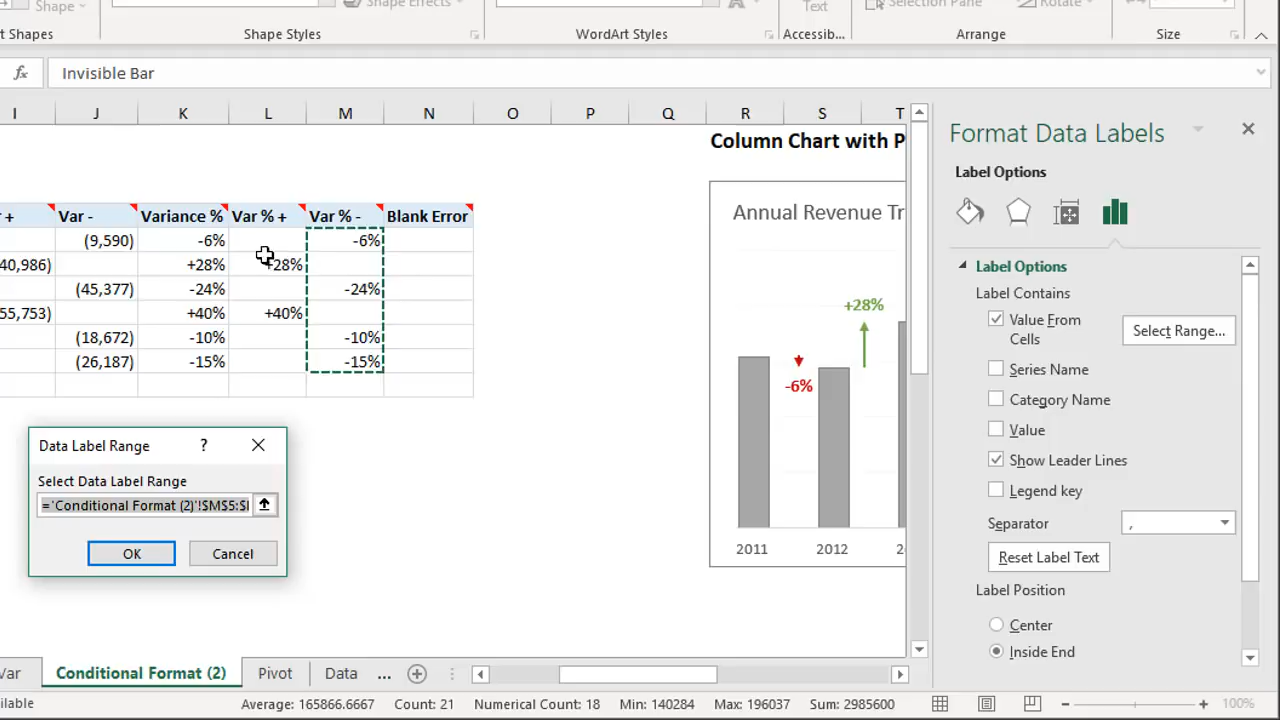 Shape
Shape Effects
Text
Selection Pane
Rotate
rt Shapes
Shape Styles
WordArt Styles
Accessib...
Arrange
Size
fx
Invisible Bar
I J K L M N O P Q R S T
Column Chart with P
r + Var - Variance % Var % + Var % - Blank Error
(9,590) -6% -6%
40,986) +28% +28%
(45,377) -24% -24%
55,753) +40% +40%
(18,672) -10% -10%
(26,187) -15% -15%
Annual Revenue Tr
+28%
-6%
2011 2012 2
Data Label Range ?
Select Data Label Range
='Conditional Format (2)'!$M$5:$
OK Cancel
Format Data Labels
Label Options
Label Options
Label Contains
Value From
Cells
Select Range...
Series Name
Category Name
Value
Show Leader Lines
Legend key
Separator ,
Reset Label Text
Label Position
Center
Inside End
Var Conditional Format (2) Pivot Data ...
ilable Average: 165866.6667 Count: 21 Numerical Count: 18 Min: 140284 Max: 196037 Sum: 2985600 100%